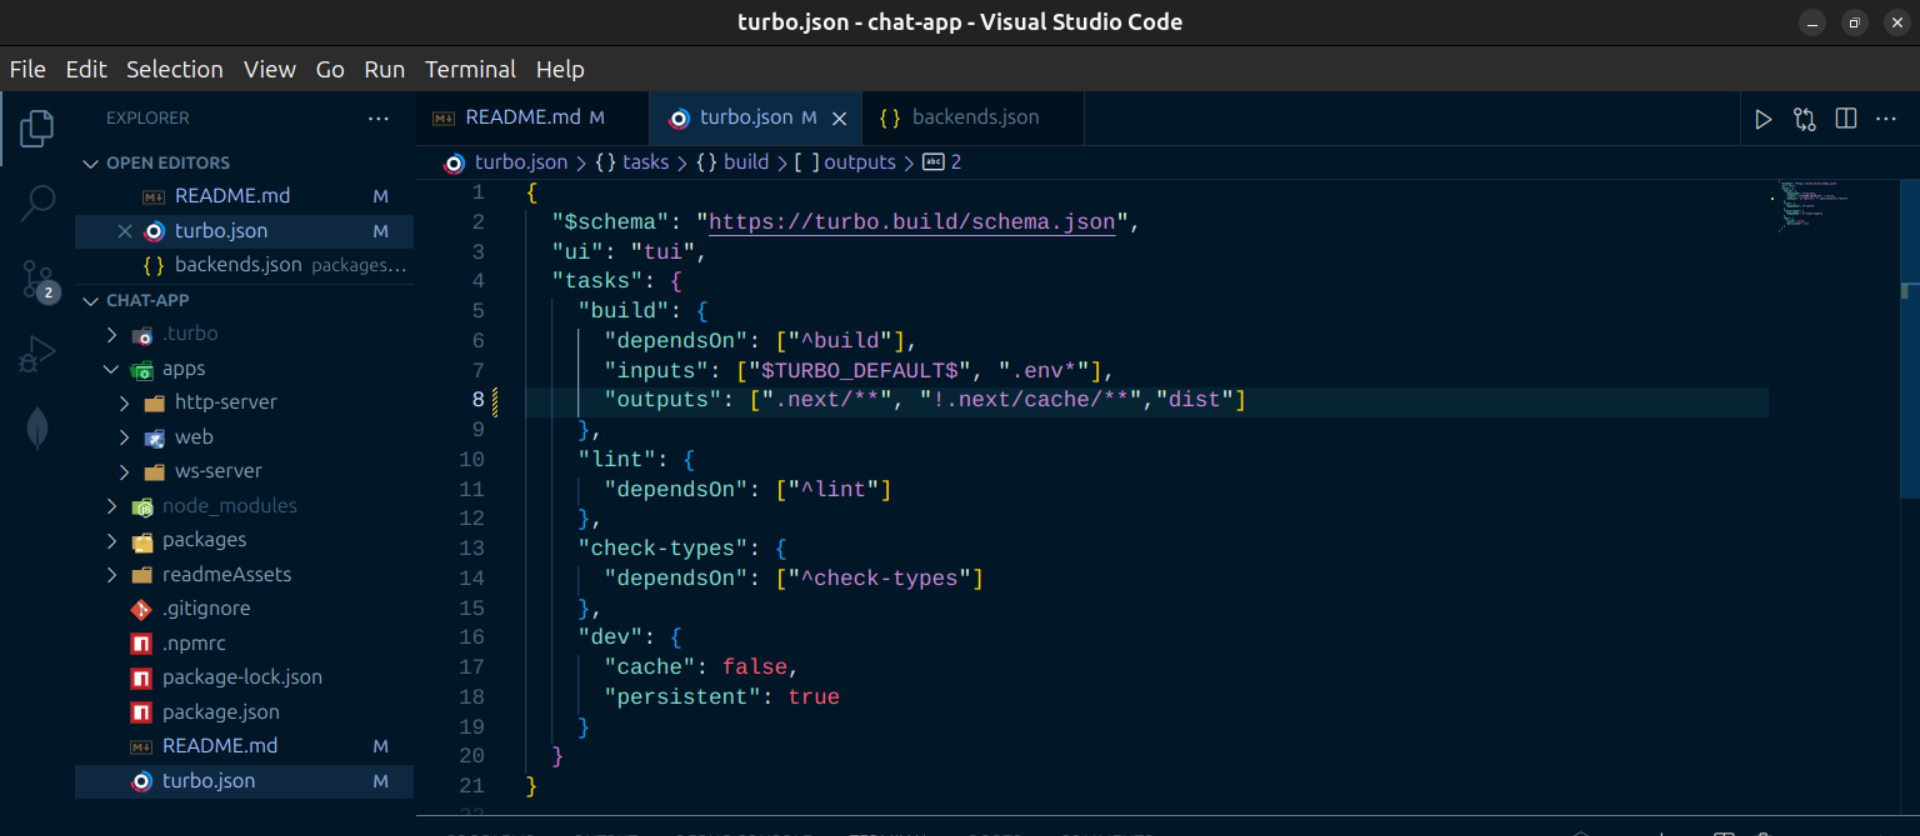 turbo.json - chat-app - Visual Studio Code
File Edit Selection View Go Run Terminal Help
EXPLORER
OPEN EDITORS
README.md M
turbo.json M
backends.json packages...
CHAT-APP
.turbo
apps
http-server
web
ws-server
node_modules
packages
readmeAssets
.gitignore
.npmrc
package-lock.json
package.json
README.md M
turbo.json M
2
README.md M turbo.json M backends.json
turbo.json > {} tasks > {} build > [ ] outputs > abc 2
1 {
2 "$schema": "https://turbo.build/schema.json",
3 "ui": "tui",
4 "tasks": {
5 "build": {
6 "dependsOn": ["^build"],
7 "inputs": ["$TURBO_DEFAULT$", ".env*"],
8 "outputs": [".next/**", "!.next/cache/**","dist"]
9 },
10 "lint": {
11 "dependsOn": ["^lint"]
12 },
13 "check-types": {
14 "dependsOn": ["^check-types"]
15 },
16 "dev": {
17 "cache": false,
18 "persistent": true
19 }
20 }
21 }